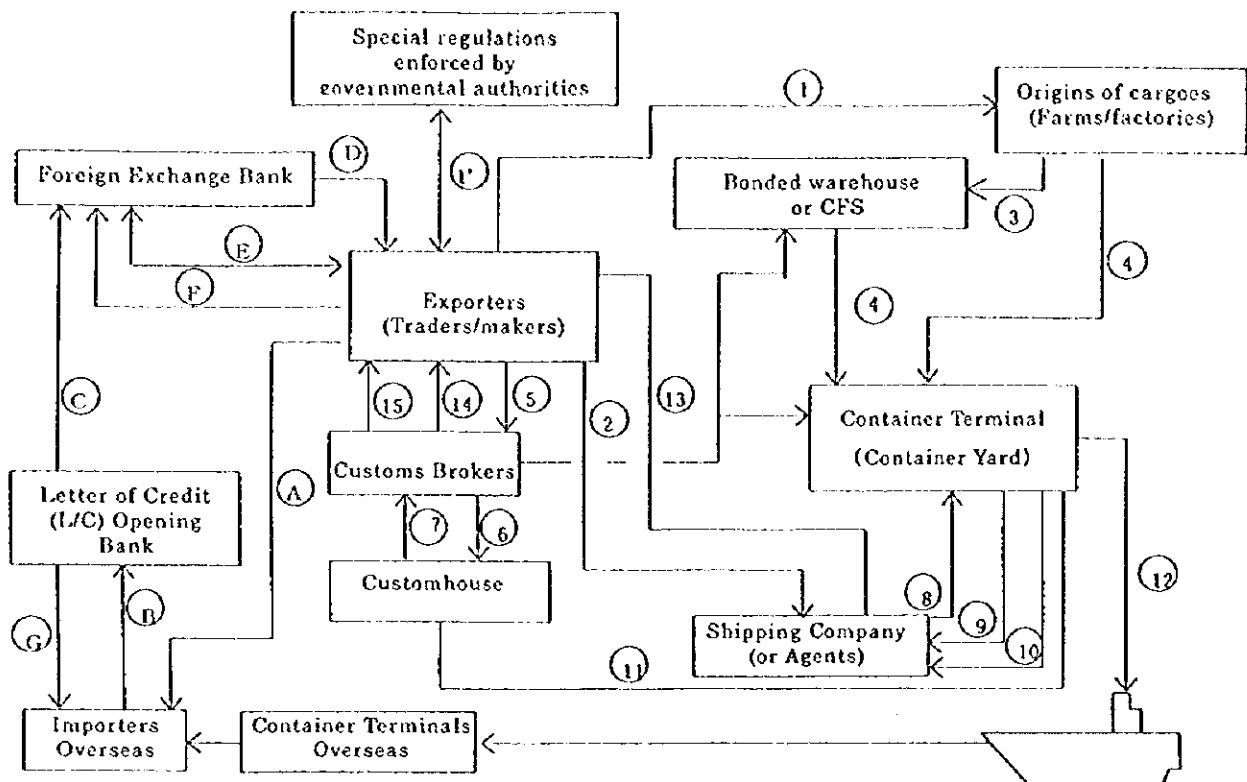 Special regulations
enforced by
governmental authorities
1
Origins of cargoes
(Farms/factories)
D
Foreign Exchange Bank
Bonded warehouse
or CFS
3
E
F
4
4
Exporters
(Traders/makers)
C
15
14
5
2
13
Container Terminal
(Container Yard)
Customs Brokers
A
Letter of Credit
(L/C) Opening
Bank
7
6
Customhouse
12
B
8
9
10
G
Shipping Company
(or Agents)
11
Importers
Overseas
Container Terminals
Overseas